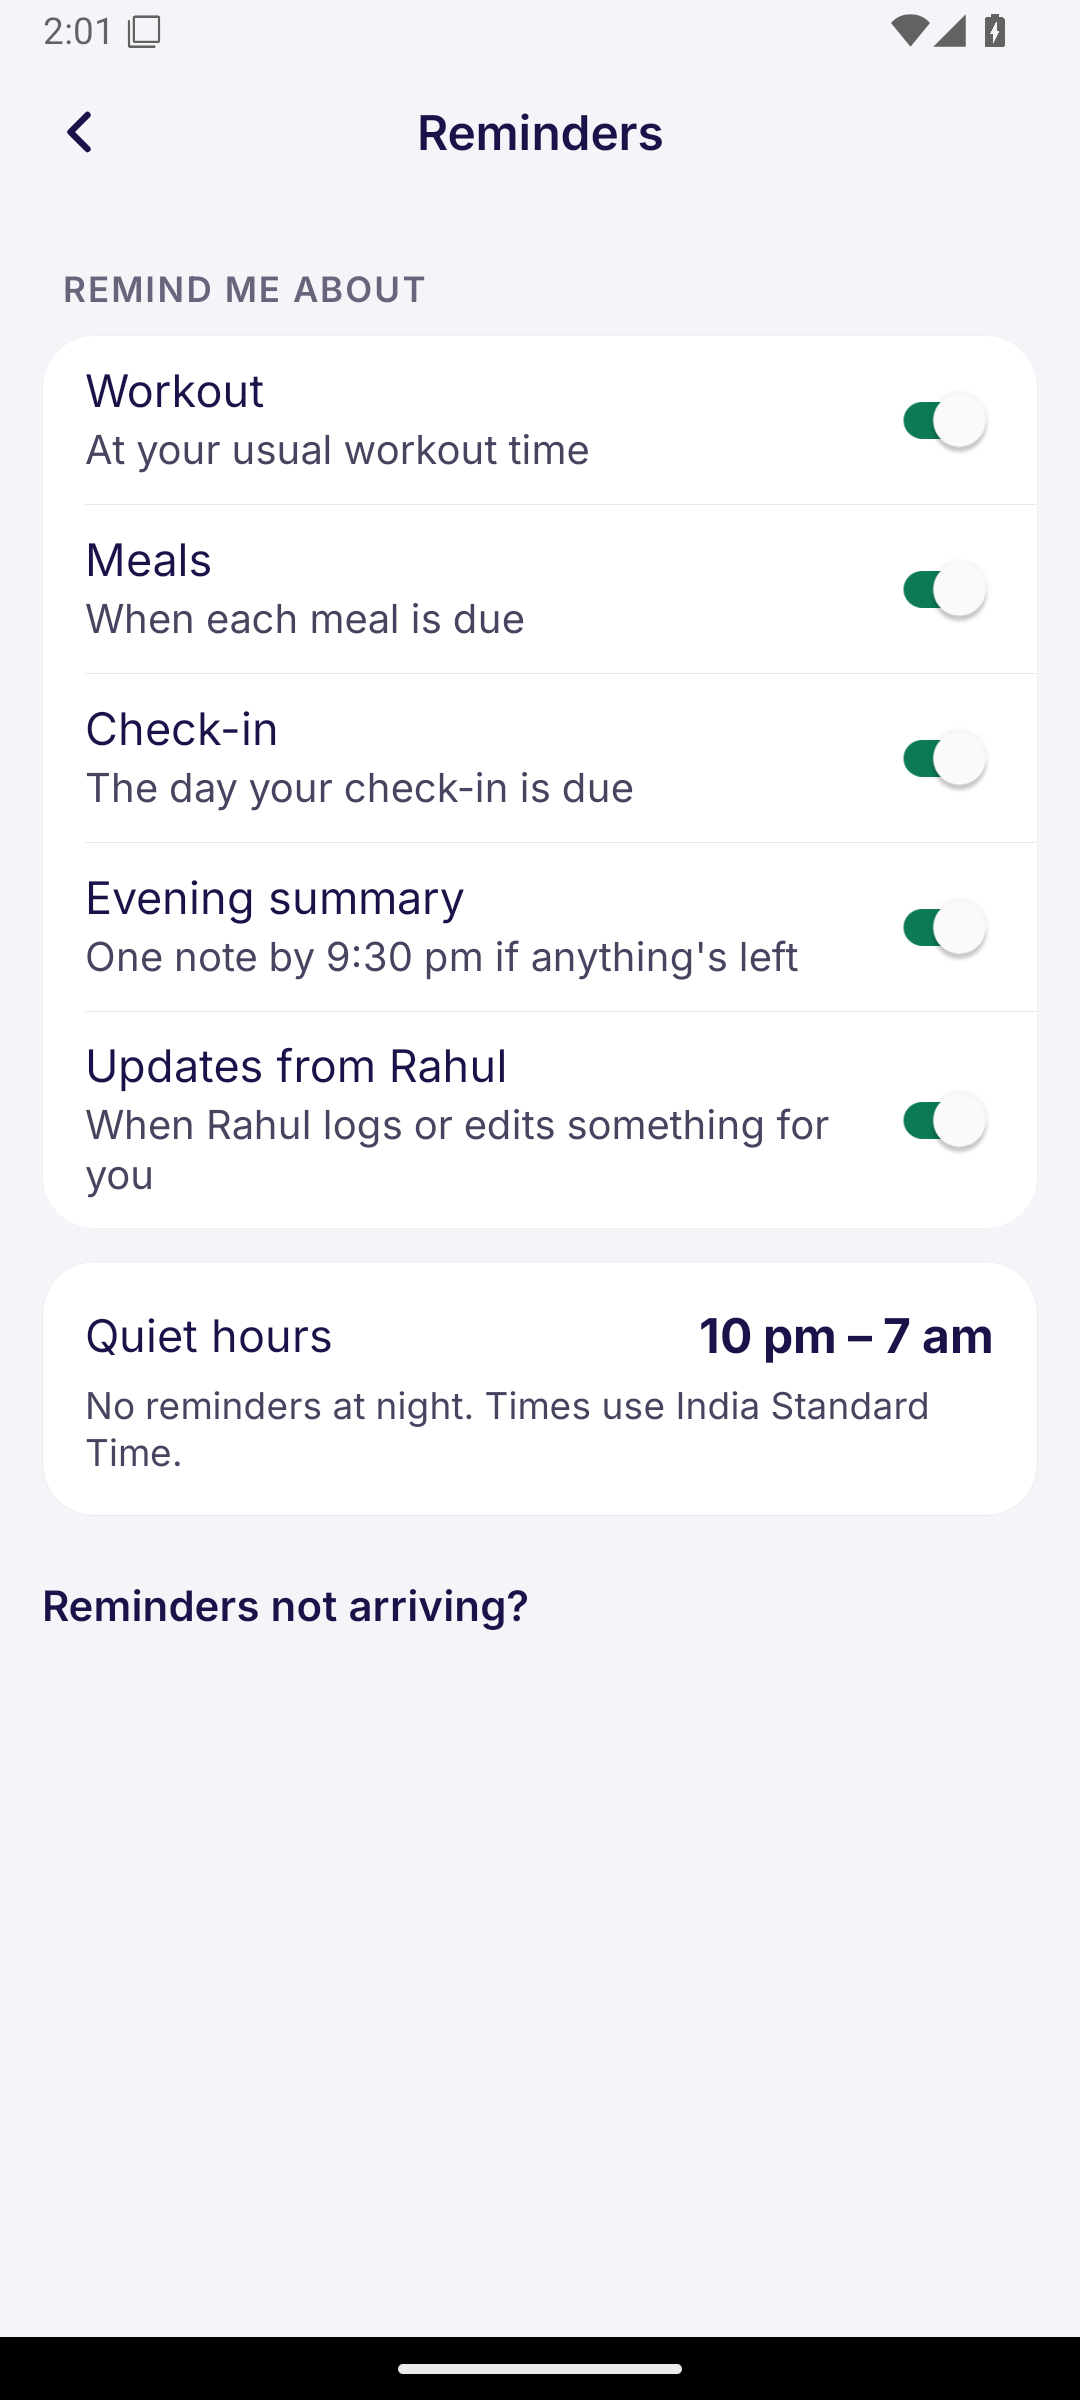 2:01
Reminders
REMIND ME ABOUT
Workout
At your usual workout time
Meals
When each meal is due
Check-in
The day your check-in is due
Evening summary
One note by 9:30 pm if anything's left
Updates from Rahul
When Rahul logs or edits something for
you
Quiet hours
10 pm – 7 am
No reminders at night. Times use India Standard
Time.
Reminders not arriving?